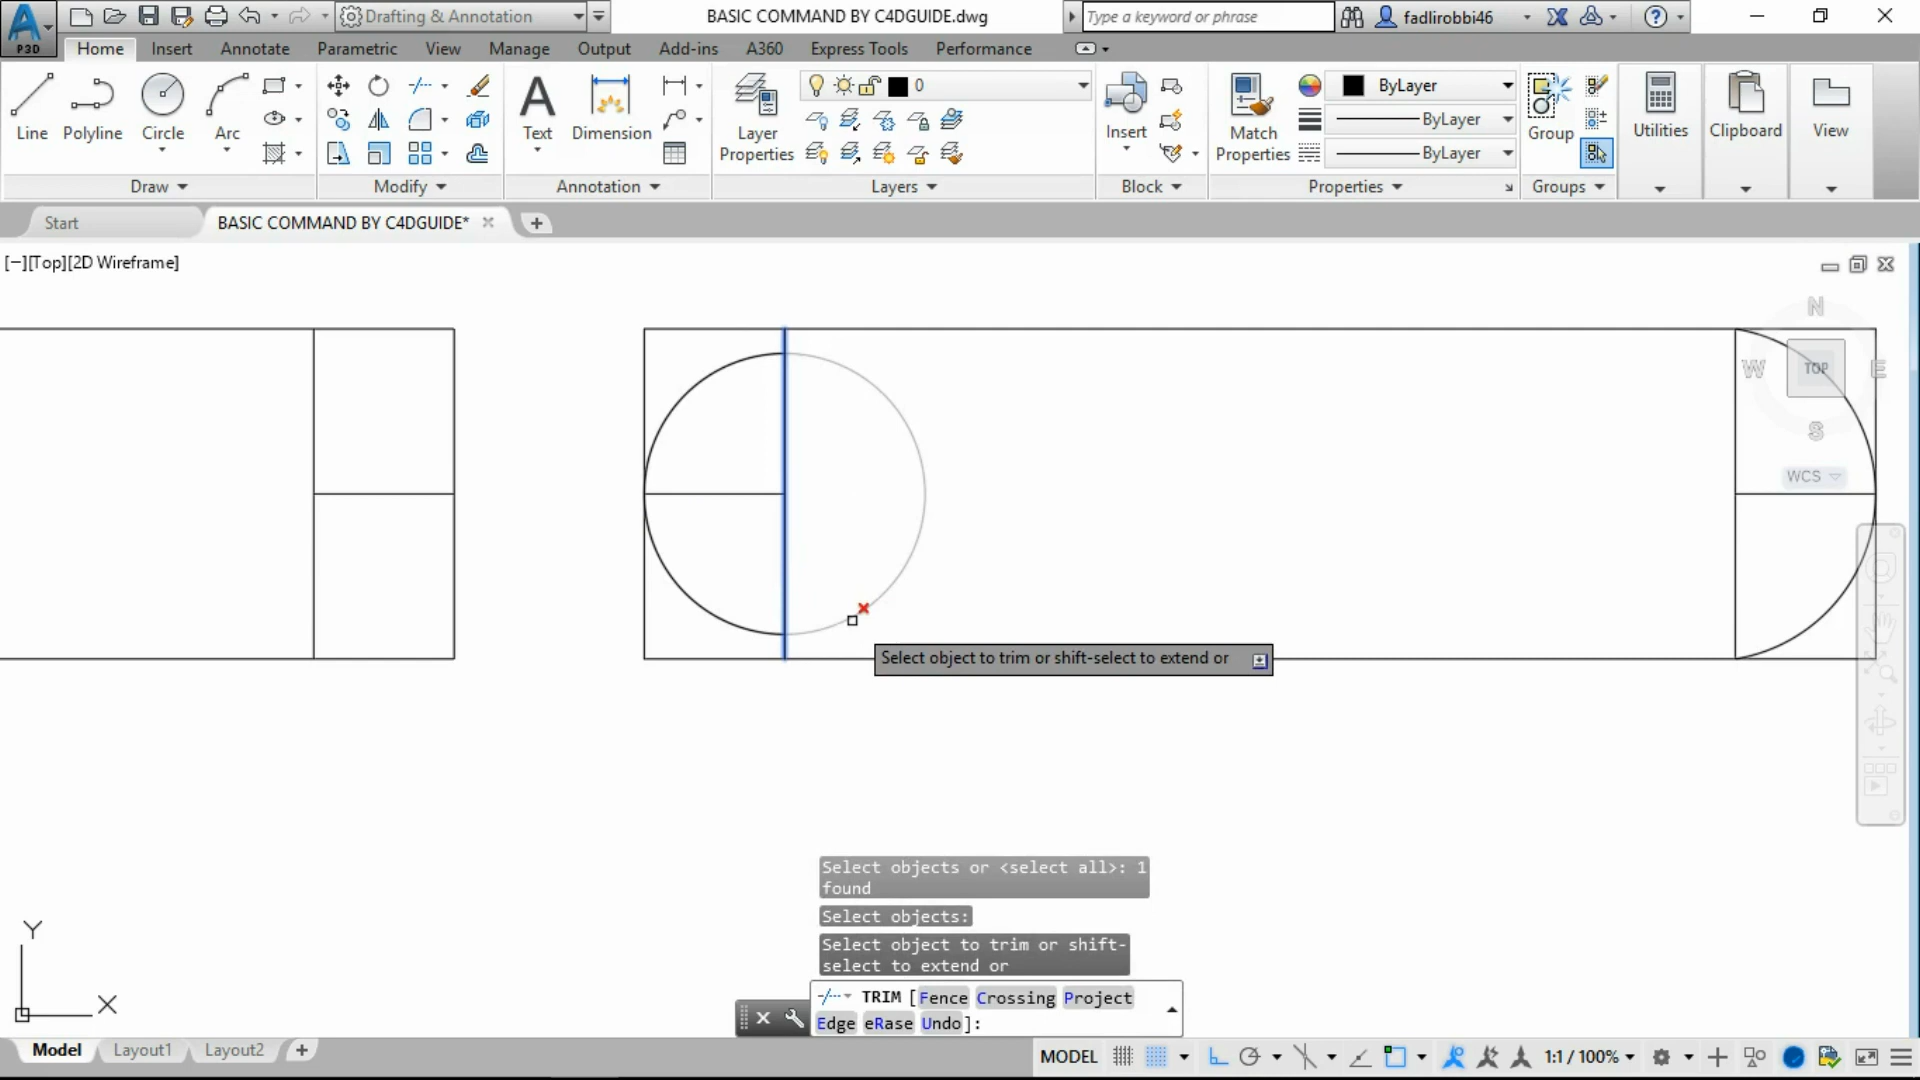 Drafting & Annotation
BASIC COMMAND BY C4DGUIDE.dwg
Type a keyword or phrase
fadlirobbi46
P3D
Home Insert Annotate Parametric View Manage Output Add-ins A360 Express Tools Performance
0
ByLayer
ByLayer
ByLayer
Line Polyline Circle Arc
Text Dimension
Layer Properties
Insert
Match Properties
Group
Utilities
Clipboard
View
Draw Modify Annotation Layers Block Properties Groups
Start
BASIC COMMAND BY C4DGUIDE*
[−][Top][2D Wireframe]
N
W TOP E
S
WCS
Select object to trim or shift-select to extend or
Select objects or <select all>: 1
found
Select objects:
Select object to trim or shift-
select to extend or
TRIM [Fence Crossing Project
Edge eRase Undo]:
Y
X
Model Layout1 Layout2
MODEL
1:1 / 100%